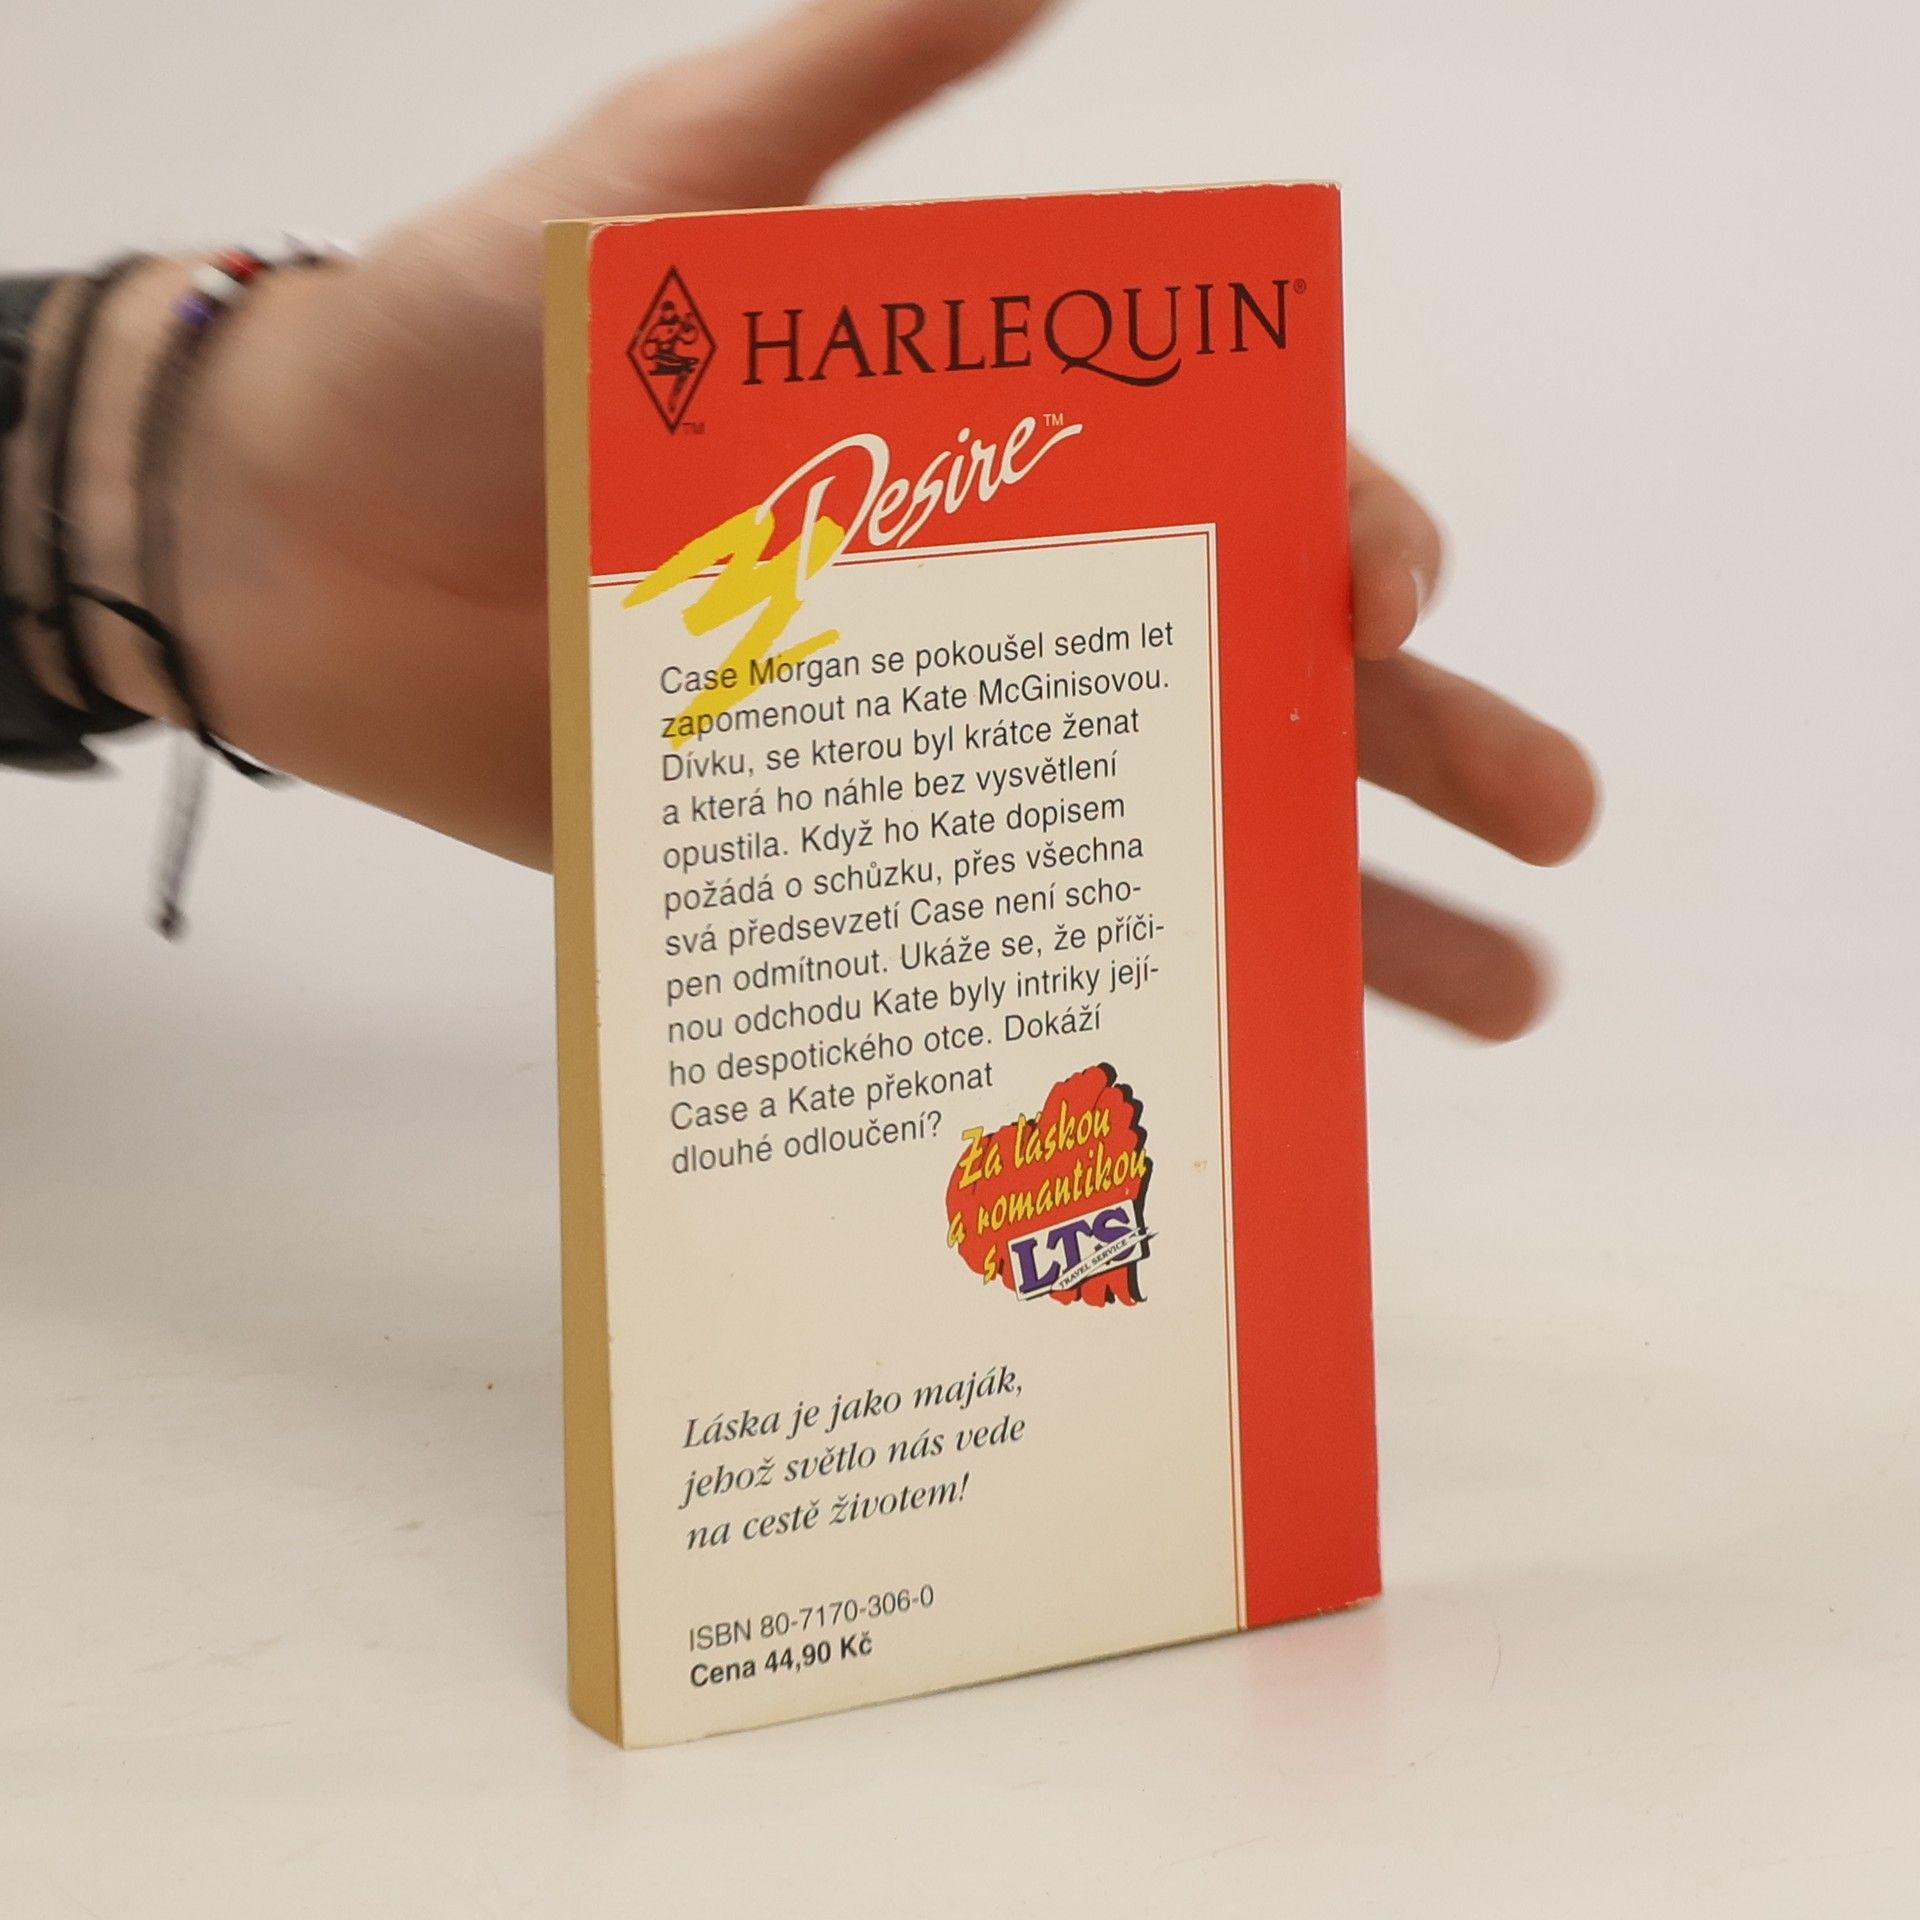 HARLEQUIN®
TM
Desire™
Case Morgan se pokoušel sedm let
zapomenout na Kate McGinisovou.
Dívku, se kterou byl krátce ženat
a která ho náhle bez vysvětlení
opustila. Když ho Kate dopisem
požádá o schůzku, přes všechna
svá předsevzetí Case není scho-
pen odmítnout. Ukáže se, že příči-
nou odchodu Kate byly intriky její-
ho despotického otce. Dokáží
Case a Kate překonat
dlouhé odloučení?
Za láskou
a romantikou
s LTS
TRAVEL SERVICE
Láska je jako maják,
jehož světlo nás vede
na cestě životem!
ISBN 80-7170-306-0
Cena 44,90 Kč